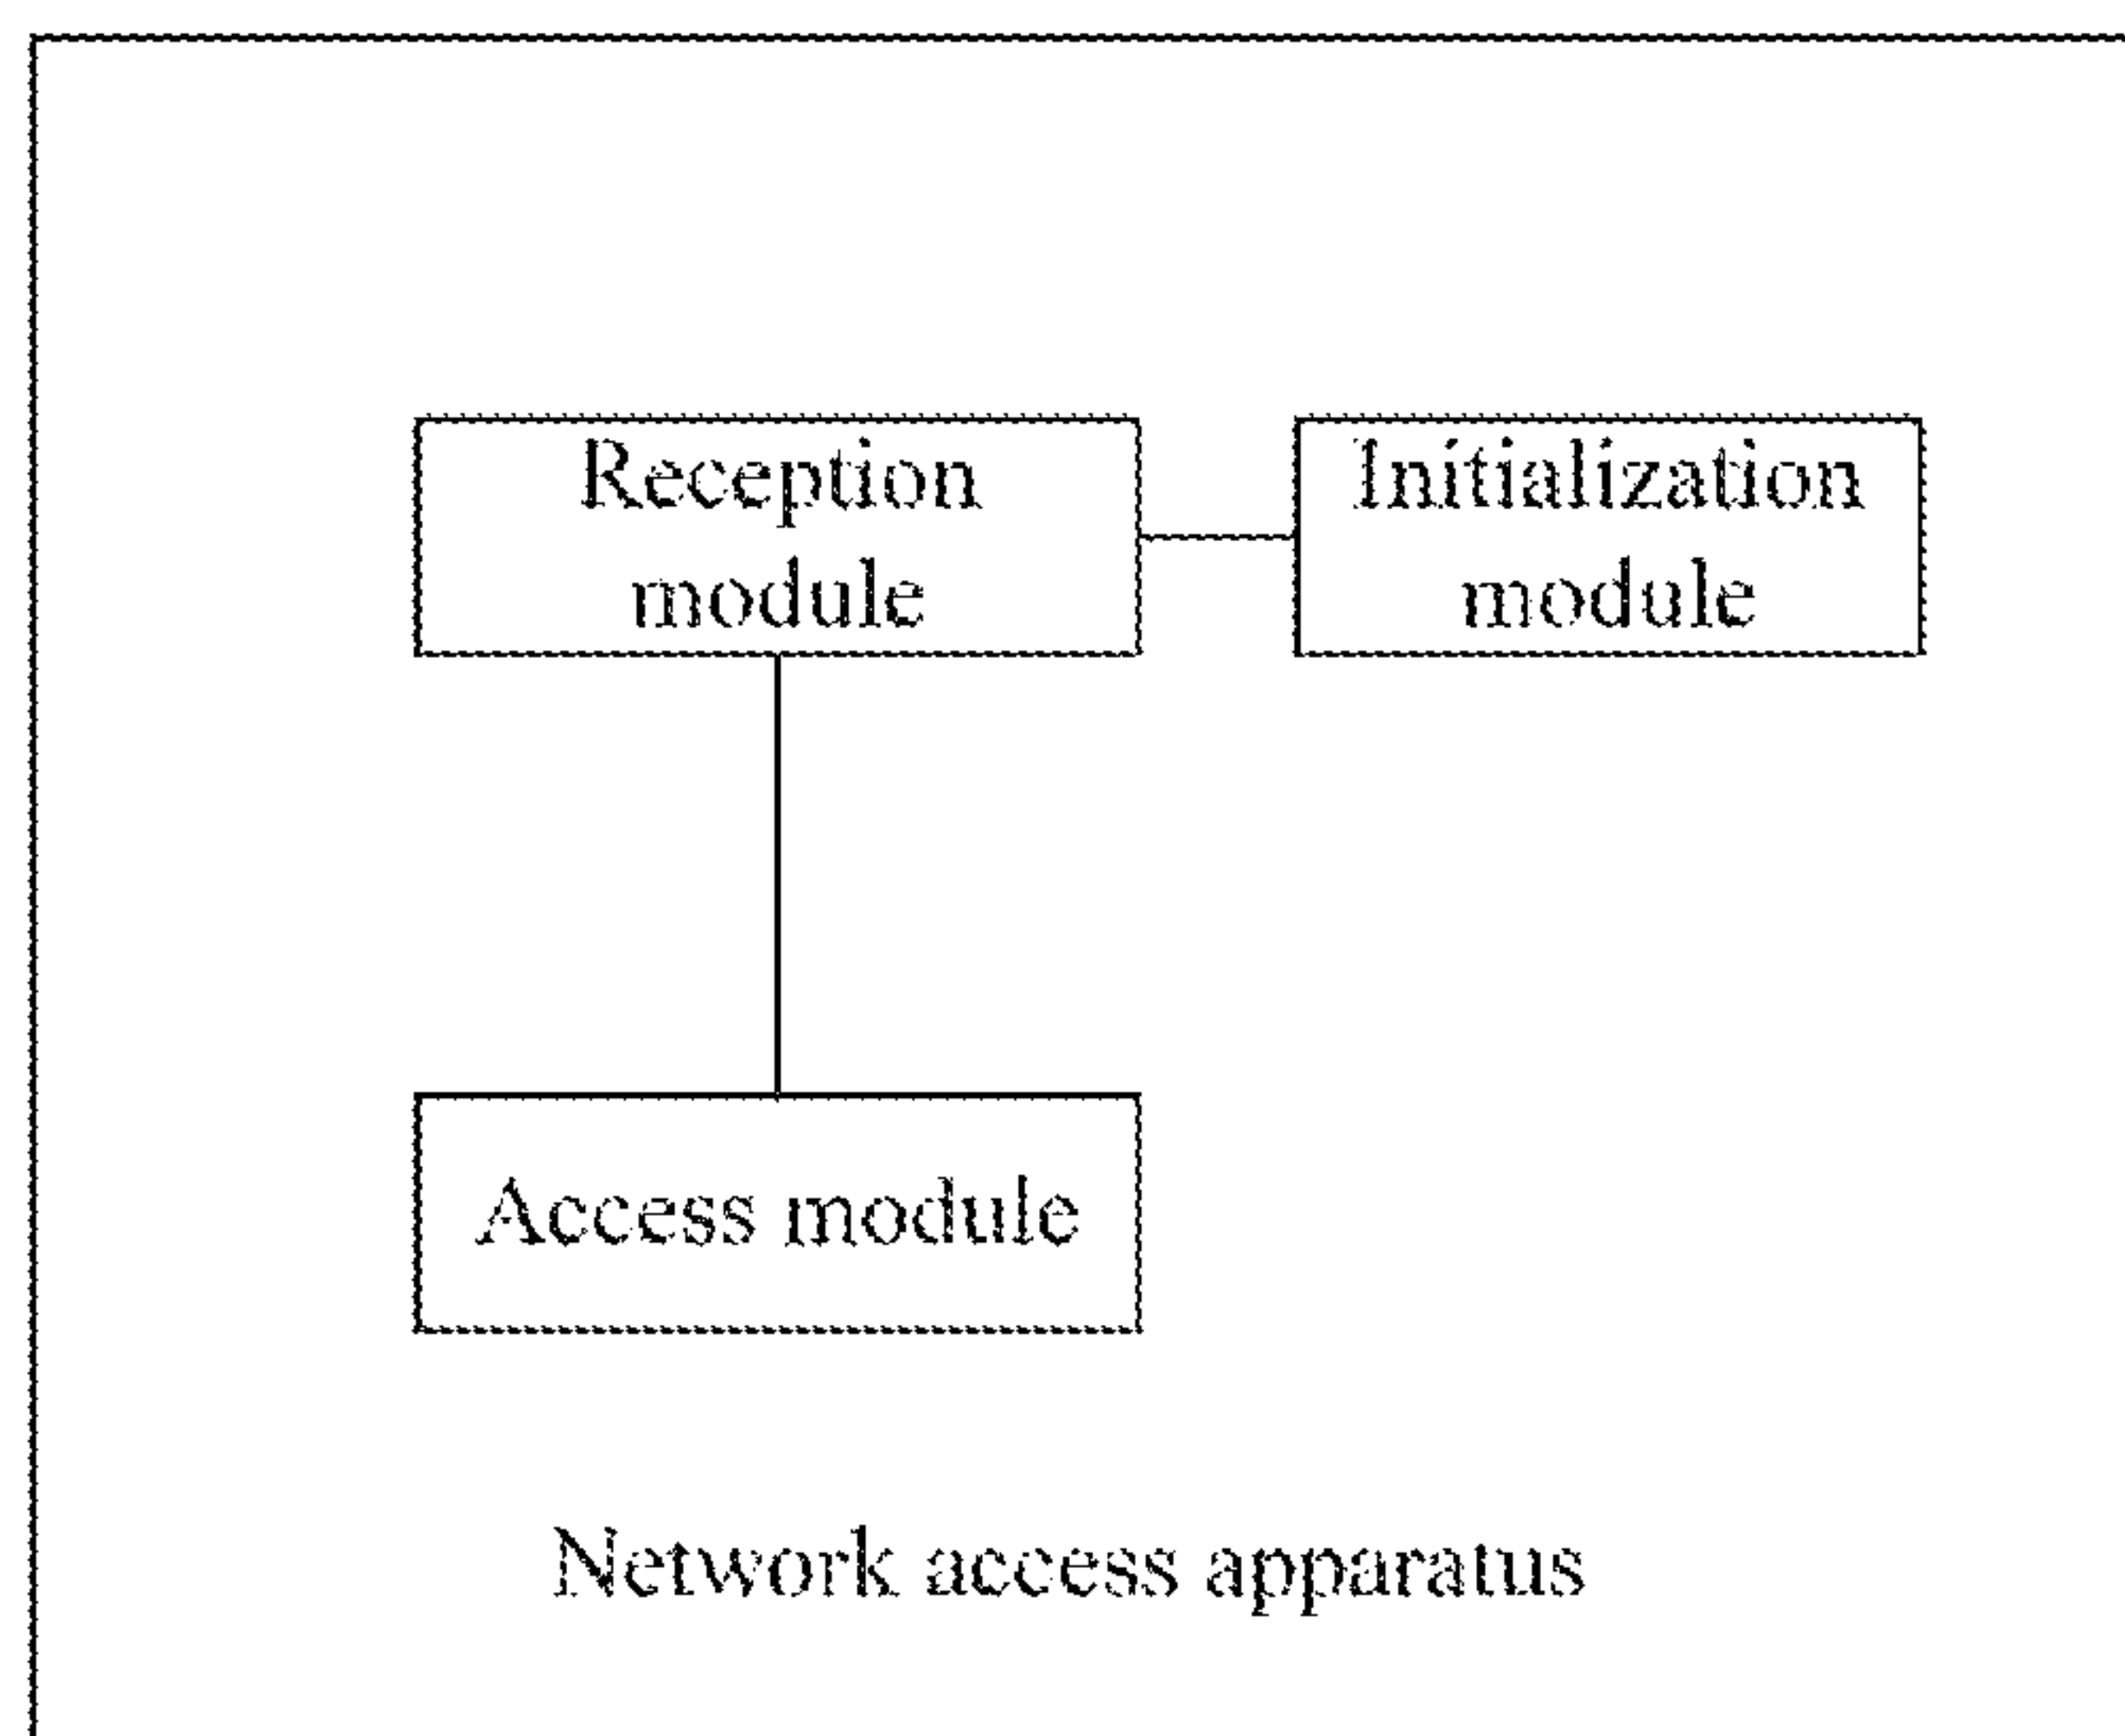 Reception
module
Initialization
module
Access module
Network access apparatus